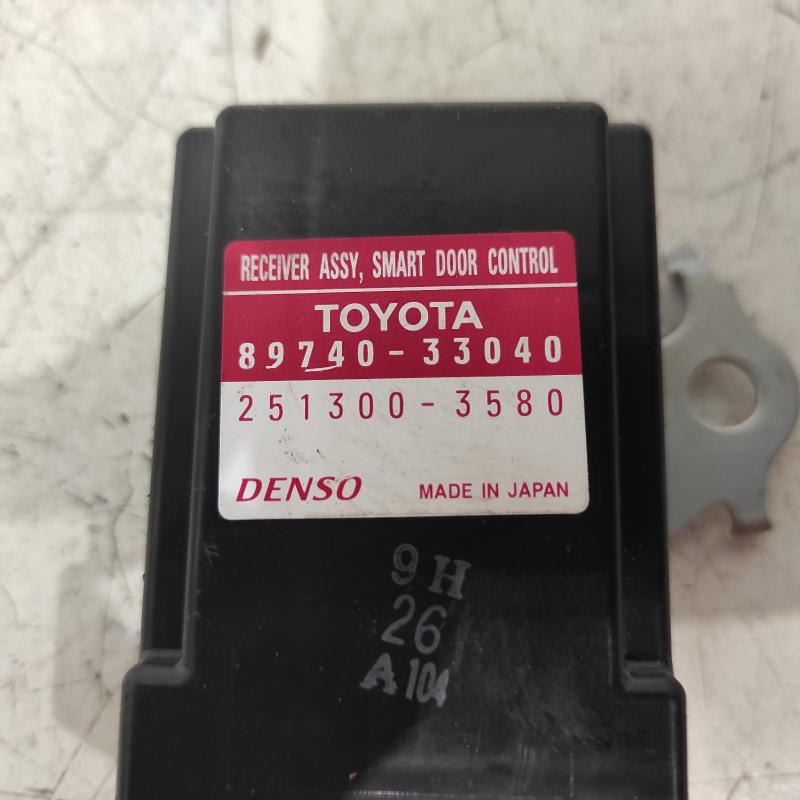 RECEIVER ASSY, SMART DOOR CONTROL
TOYOTA
89740-33040
251300-3580
DENSO MADE IN JAPAN
9H
26
A104